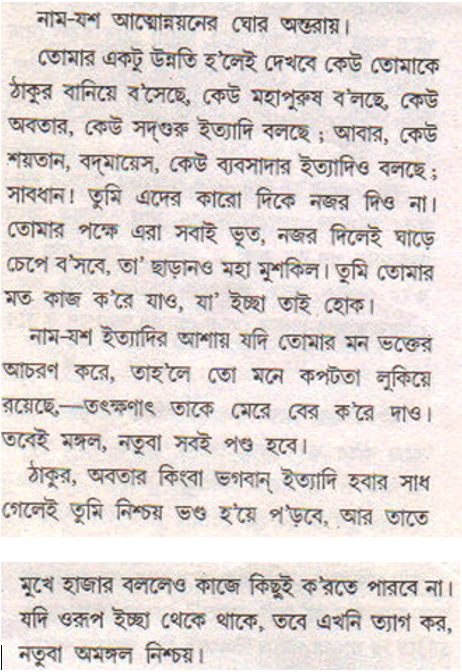 নাম-যশ আত্মোন্নয়নের ঘোর অন্তরায়।
তোমার একটু উন্নতি হ'লেই দেখবে কেউ তোমাকে
ঠাকুর বানিয়ে ব'সেছে, কেউ মহাপুরুষ ব'লছে, কেউ
অবতার, কেউ সদ্‌গুরু ইত্যাদি বলছে ; আবার, কেউ
শয়তান, বদ্‌মায়েস, কেউ ব্যবসাদার ইত্যাদিও বলছে ;
সাবধান! তুমি এদের কারো দিকে নজর দিও না।
তোমার পক্ষে এরা সবাই ভূত, নজর দিলেই ঘাড়ে
চেপে ব'সবে, তা' ছাড়ানও মহা মুশকিল। তুমি তোমার
মত কাজ ক'রে যাও, যা' ইচ্ছা তাই হোক।
নাম-যশ ইত্যাদির আশায় যদি তোমার মন ভক্তের
আচরণ করে, তাহ'লে তো মনে কপটতা লুকিয়ে
রয়েছে,—তৎক্ষণাৎ তাকে মেরে বের ক'রে দাও।
তবেই মঙ্গল, নতুবা সবই পণ্ড হবে।
ঠাকুর, অবতার কিংবা ভগবান্ ইত্যাদি হবার সাধ
গেলেই তুমি নিশ্চয় ভণ্ড হ'য়ে প'ড়বে, আর তাতে
মুখে হাজার বললেও কাজে কিছুই ক'রতে পারবে না।
যদি ওরূপ ইচ্ছা থেকে থাকে, তবে এখনি ত্যাগ কর,
নতুবা অমঙ্গল নিশ্চয়।